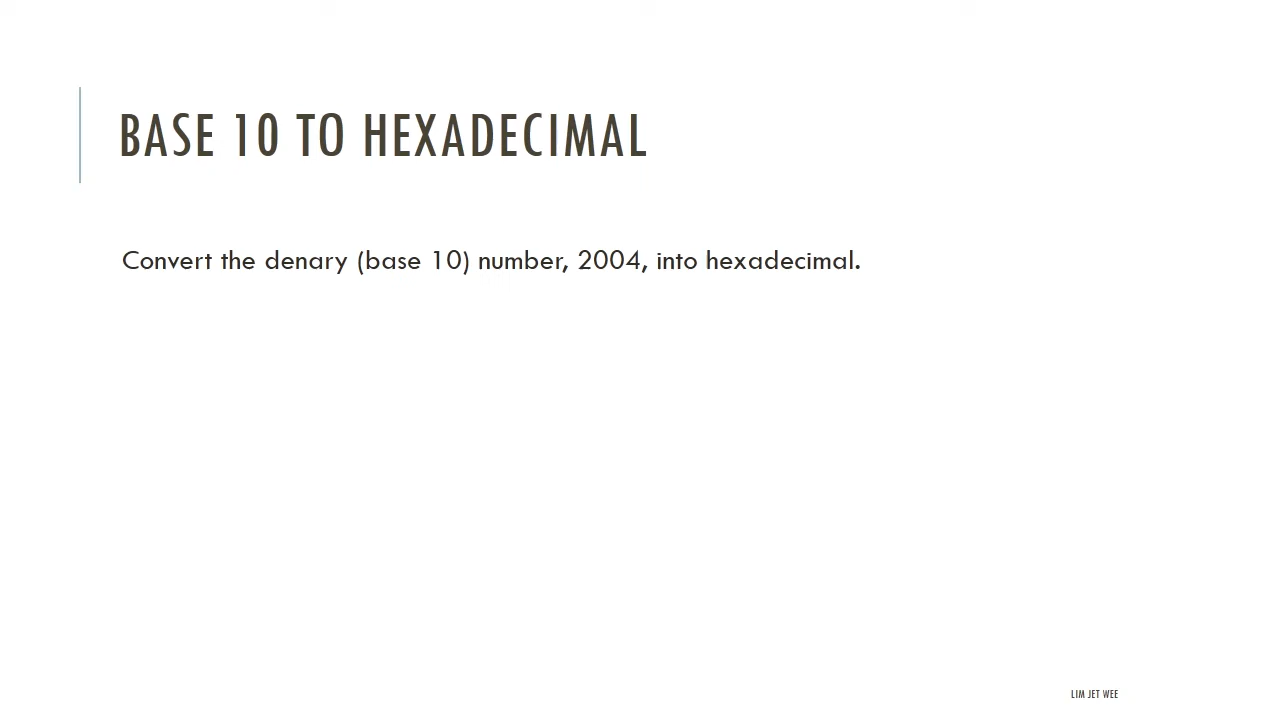 BASE 10 TO HEXADECIMAL
Convert the denary (base 10) number, 2004, into hexadecimal.
LIM JET WEE